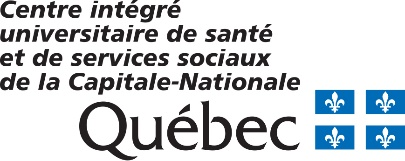 Centre intégré
universitaire de santé
et de services sociaux
de la Capitale-Nationale
Québec